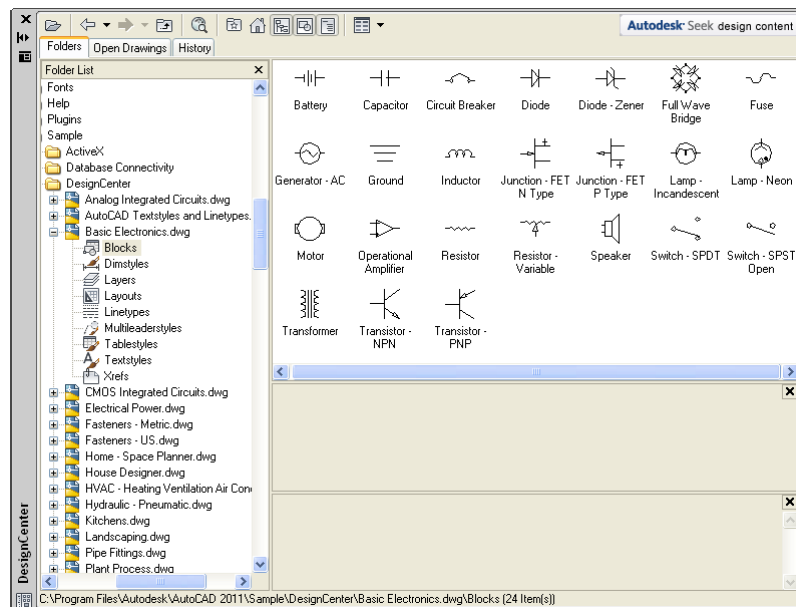 Autodesk Seek design content
Folders Open Drawings History
Folder List
Fonts
Help
Plugins
Sample
ActiveX
Database Connectivity
DesignCenter
Analog Integrated Circuits.dwg
AutoCAD Textstyles and Linetypes.
Basic Electronics.dwg
Blocks
Dimstyles
Layers
Layouts
Linetypes
Multileaderstyles
Tablestyles
Textstyles
Xrefs
CMOS Integrated Circuits.dwg
Electrical Power.dwg
Fasteners - Metric.dwg
Fasteners - US.dwg
Home - Space Planner.dwg
House Designer.dwg
HVAC - Heating Ventilation Air Con
Hydraulic - Pneumatic.dwg
Kitchens.dwg
Landscaping.dwg
Pipe Fittings.dwg
Plant Process.dwg
Battery Capacitor Circuit Breaker Diode Diode - Zener Full Wave Fuse
Bridge
Generator - AC Ground Inductor Junction - FET Junction - FET Lamp - Lamp - Neon
N Type P Type Incandescent
Motor Operational Resistor Resistor - Speaker Switch - SPDT Switch - SPST
Amplifier Variable Open
Transformer Transistor - Transistor -
NPN PNP
DesignCenter
C:\Program Files\Autodesk\AutoCAD 2011\Sample\DesignCenter\Basic Electronics.dwg\Blocks (24 Item(s))